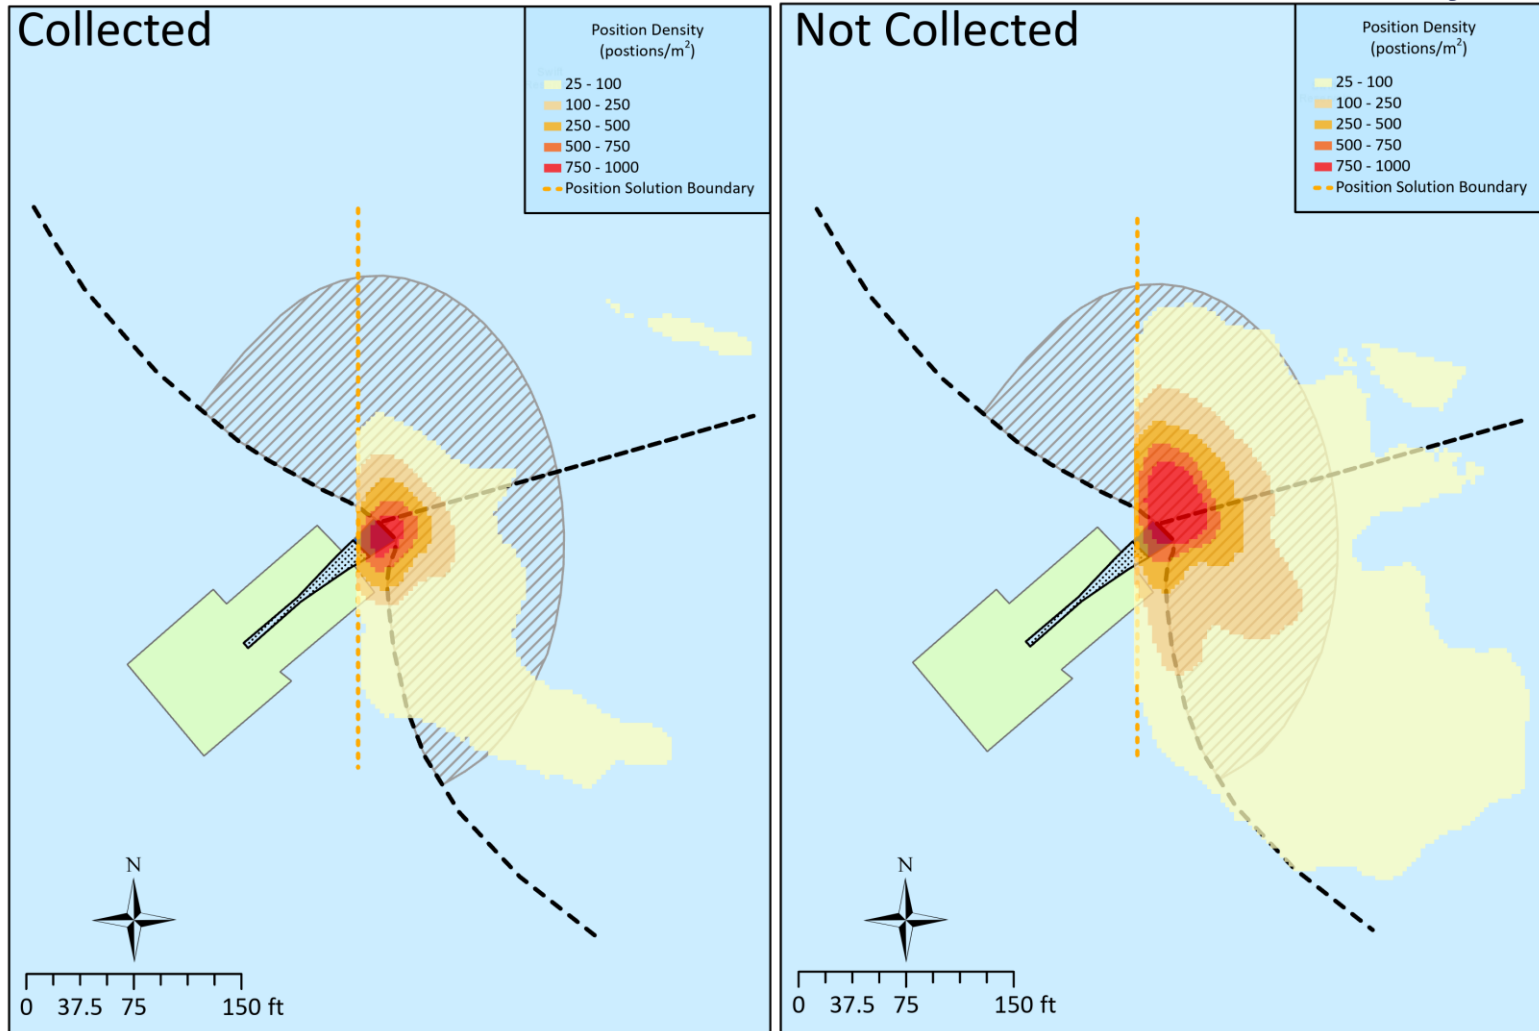 Collected
Position Density
(postions/m²)
25 - 100
100 - 250
250 - 500
500 - 750
750 - 1000
Position Solution Boundary
N
0 37.5 75 150 ft
Not Collected
Position Density
(postions/m²)
25 - 100
100 - 250
250 - 500
500 - 750
750 - 1000
Position Solution Boundary
N
0 37.5 75 150 ft